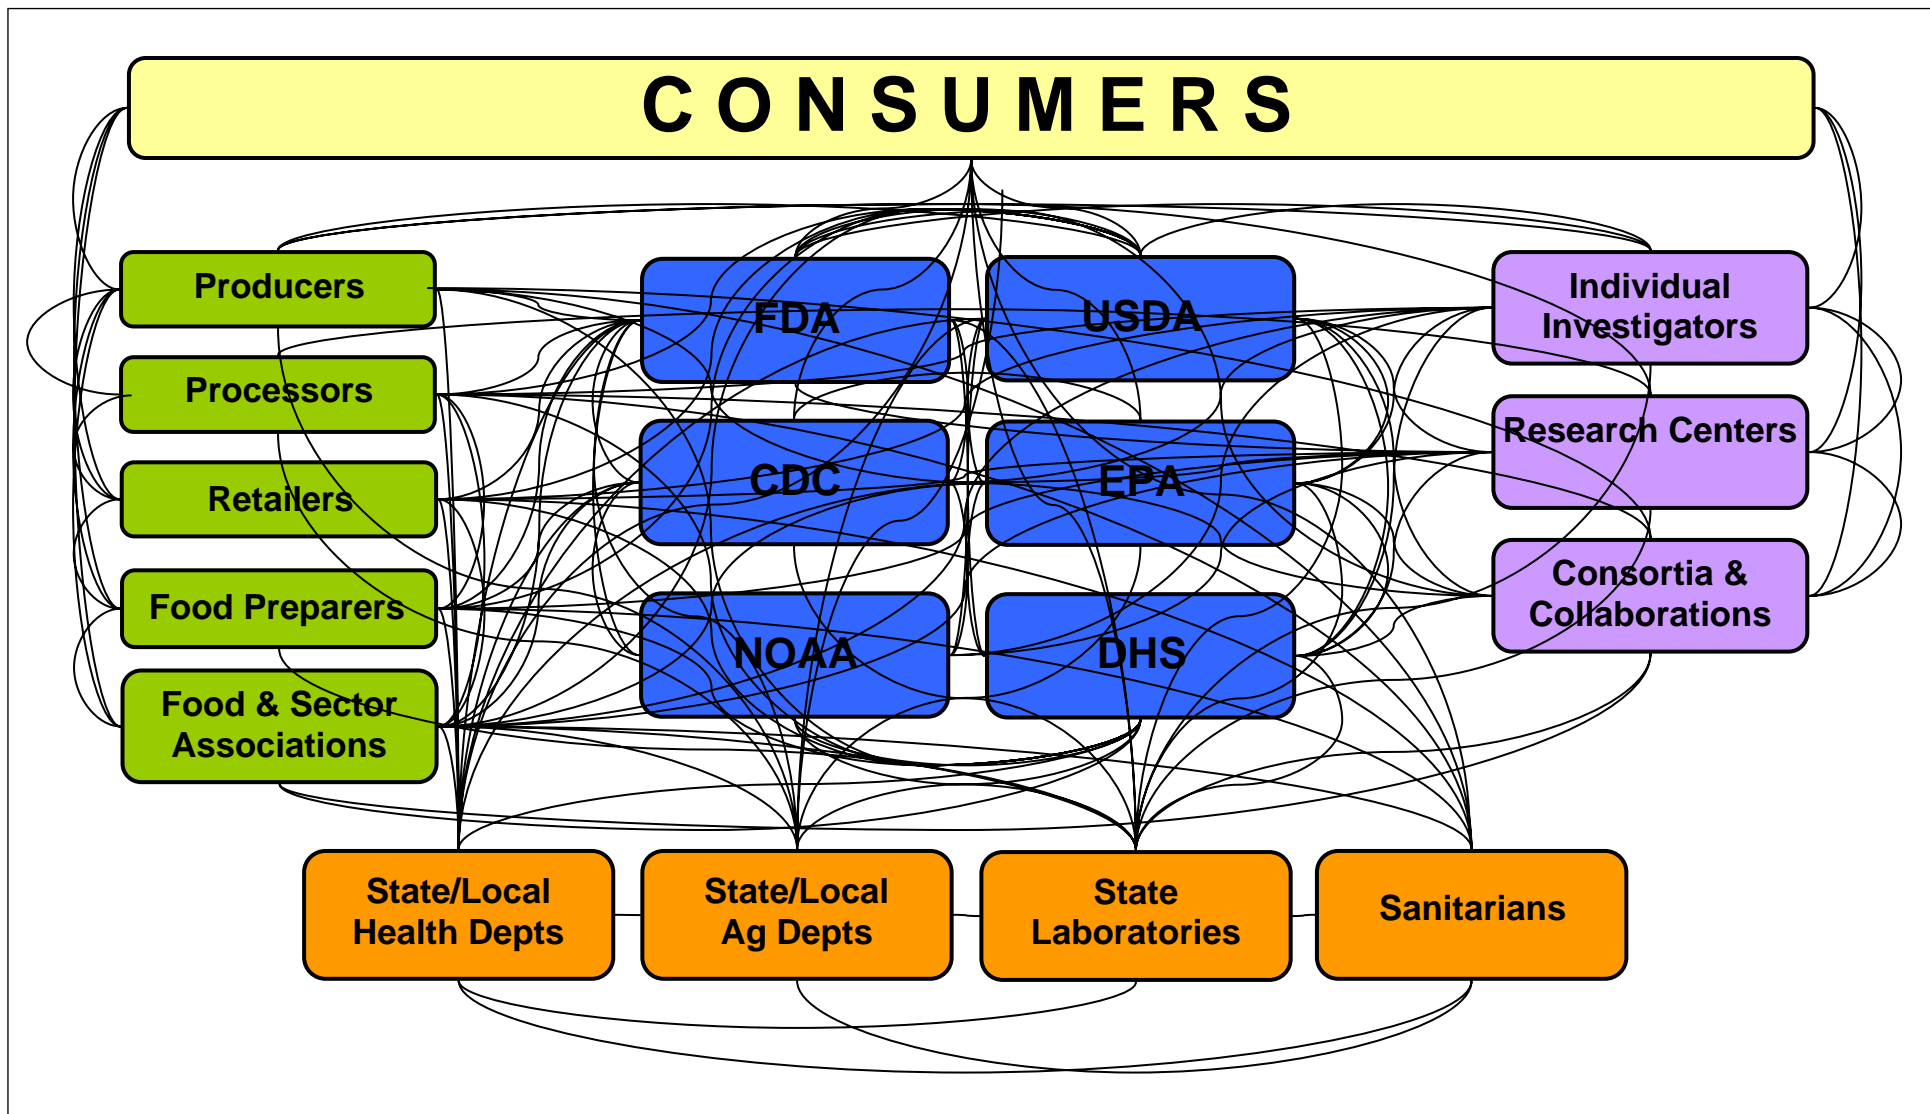 CONSUMERS
Producers
Processors
Retailers
Food Preparers
Food & Sector
Associations
FDA
USDA
CDC
EPA
NOAA
DHS
Individual
Investigators
Research Centers
Consortia &
Collaborations
State/Local
Health Depts
State/Local
Ag Depts
State
Laboratories
Sanitarians